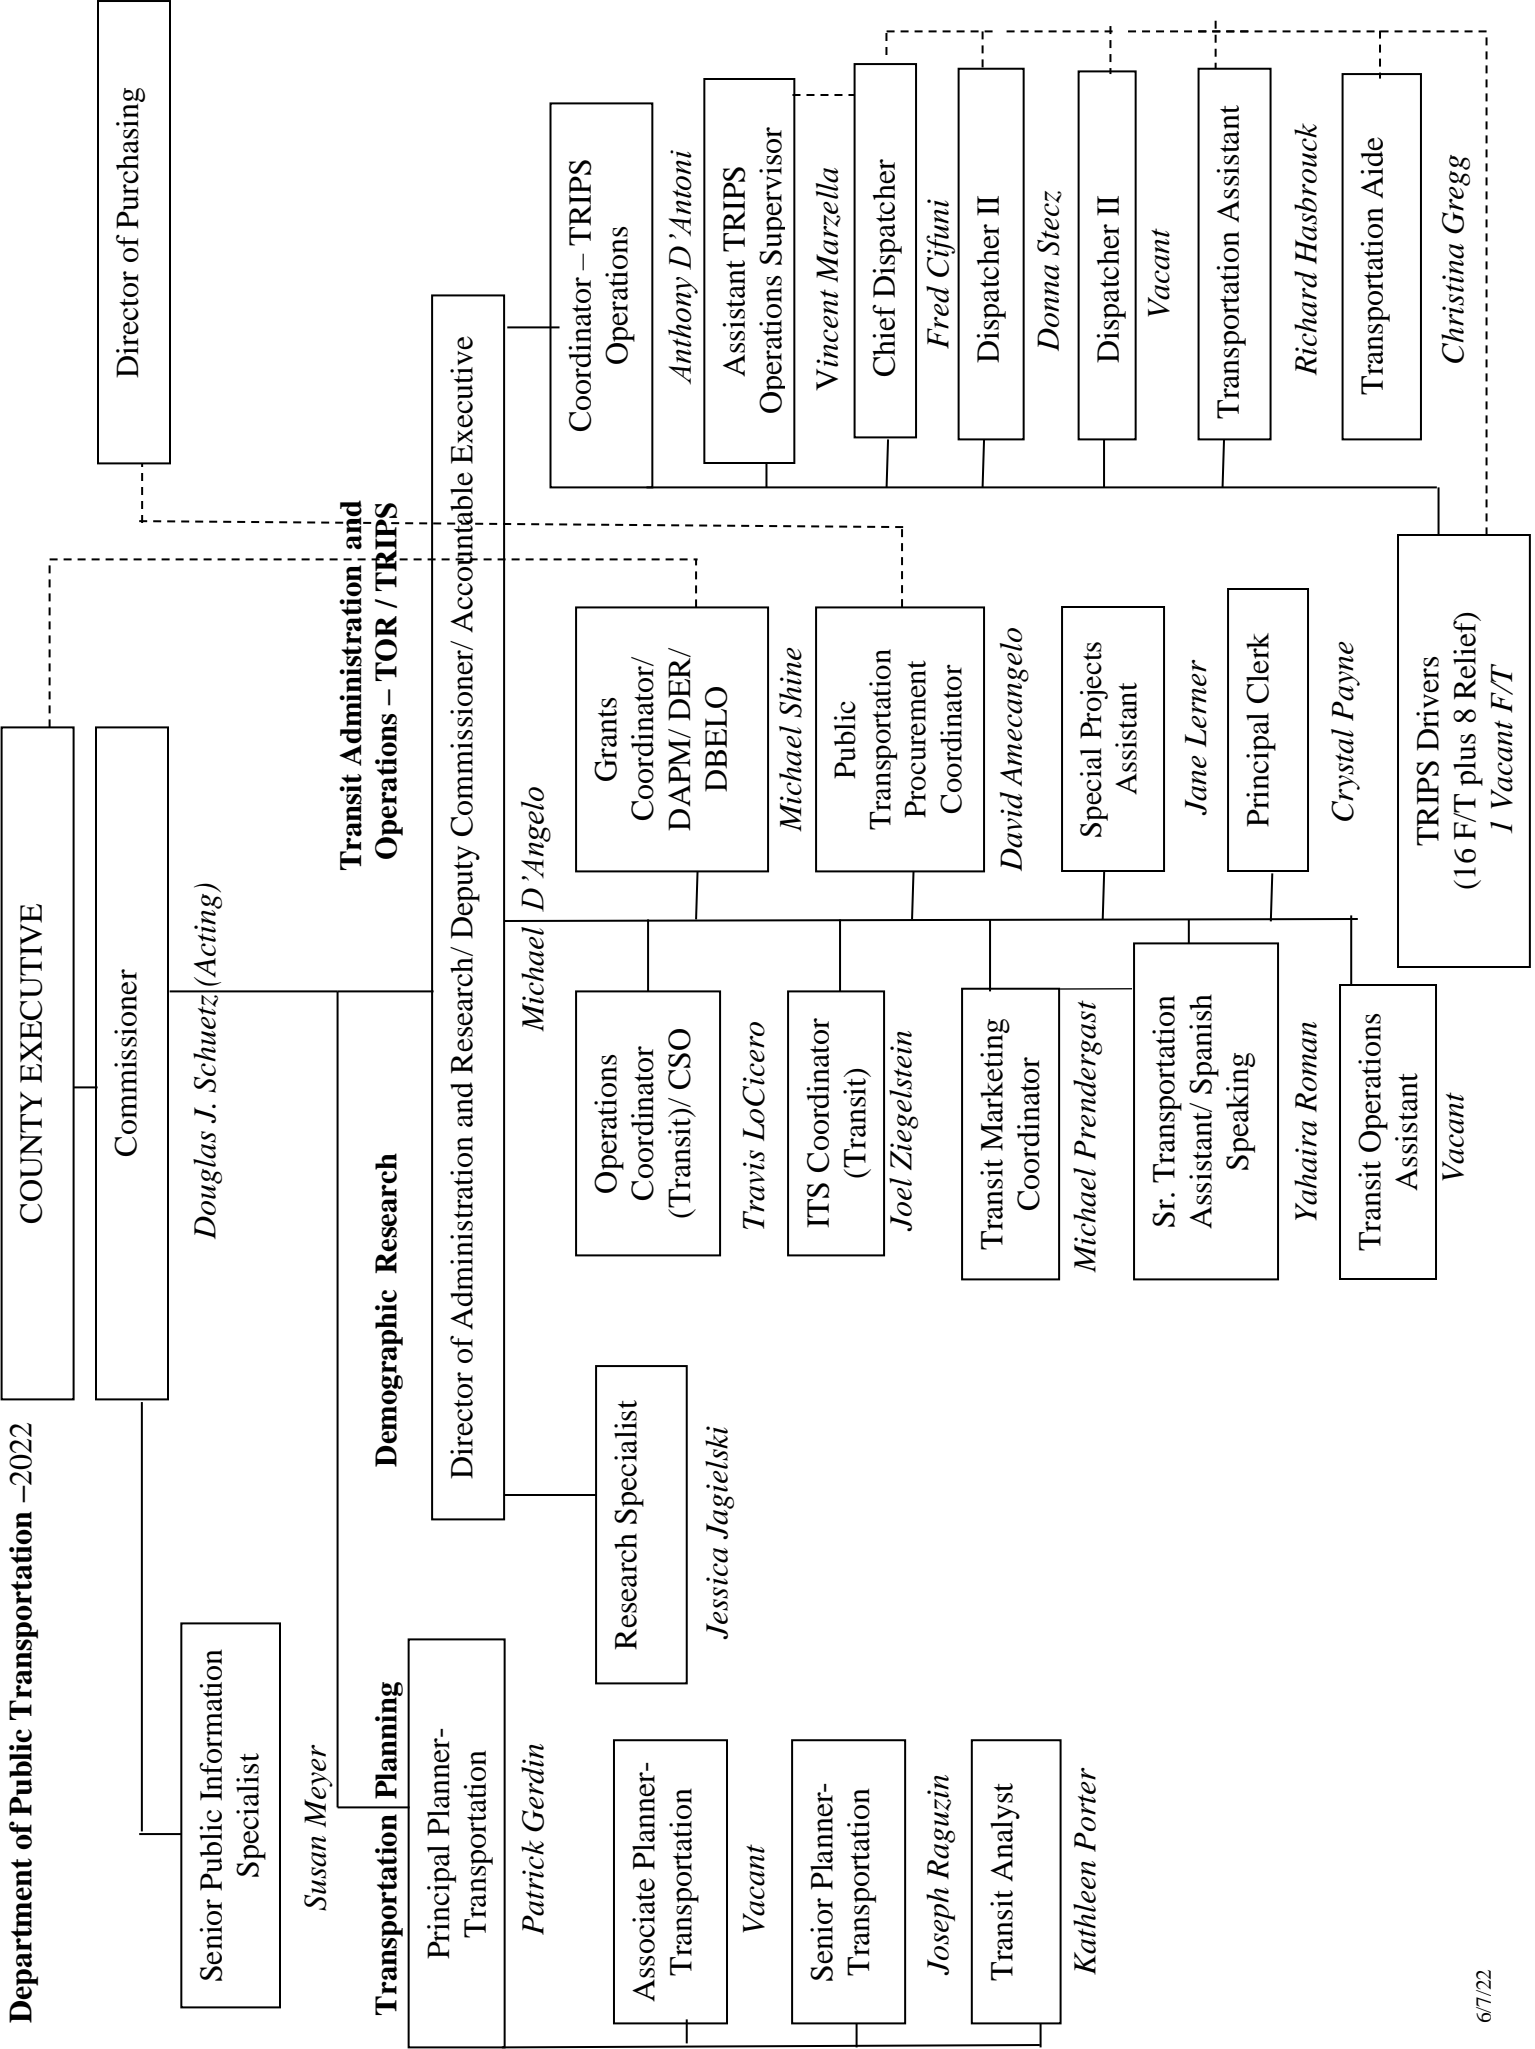 Department of Public Transportation –2022
COUNTY EXECUTIVE
Commissioner
Douglas J. Schuetz (Acting)
Director of Purchasing
Senior Public Information
Specialist
Susan Meyer
Transportation Planning
Demographic Research
Transit Administration and
Operations – TOR / TRIPS
Principal Planner-
Transportation
Patrick Gerdin
Director of Administration and Research/ Deputy Commissioner/ Accountable Executive
Michael D'Angelo
Associate Planner-
Transportation
Vacant
Senior Planner-
Transportation
Joseph Raguzin
Transit Analyst
Kathleen Porter
Research Specialist
Jessica Jagielski
Operations
Coordinator
(Transit)/ CSO
Travis LoCicero
ITS Coordinator
(Transit)
Joel Ziegelstein
Transit Marketing
Coordinator
Michael Prendergast
Sr. Transportation
Assistant/ Spanish
Speaking
Yahaira Roman
Transit Operations
Assistant
Vacant
Grants
Coordinator/
DAPM/ DER/
DBELO
Michael Shine
Public
Transportation
Procurement
Coordinator
David Amecangelo
Special Projects
Assistant
Jane Lerner
Principal Clerk
Crystal Payne
Coordinator – TRIPS
Operations
Anthony D'Antoni
Assistant TRIPS
Operations Supervisor
Vincent Marzella
Chief Dispatcher
Fred Cifuni
Dispatcher II
Donna Stecz
Dispatcher II
Vacant
Transportation Assistant
Richard Hasbrouck
Transportation Aide
Christina Gregg
TRIPS Drivers
(16 F/T plus 8 Relief)
1 Vacant F/T
6/7/22